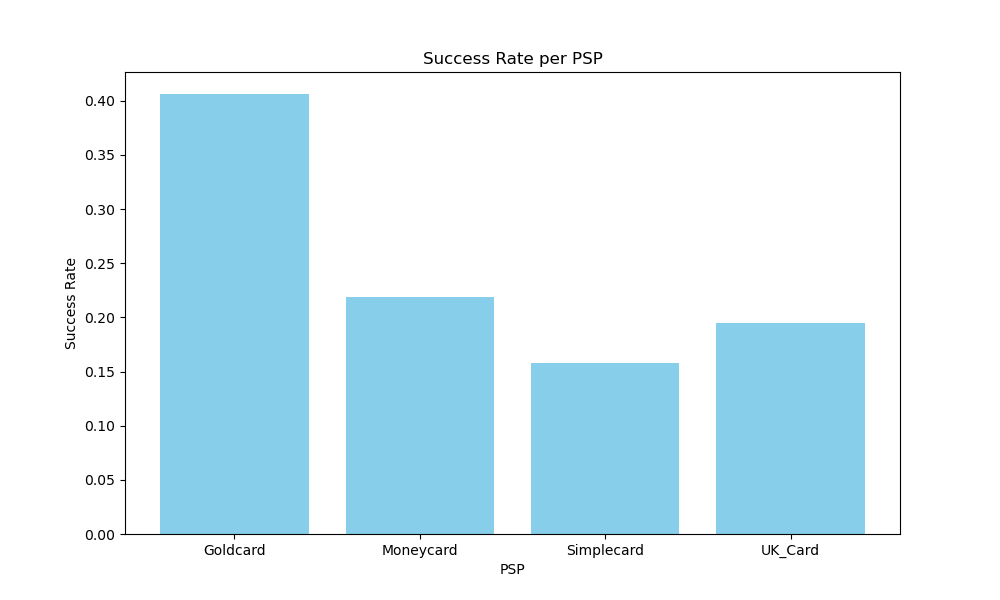 Success Rate per PSP
Success Rate
0.40
0.35
0.30
0.25
0.20
0.15
0.10
0.05
0.00
Goldcard Moneycard Simplecard UK_Card
PSP